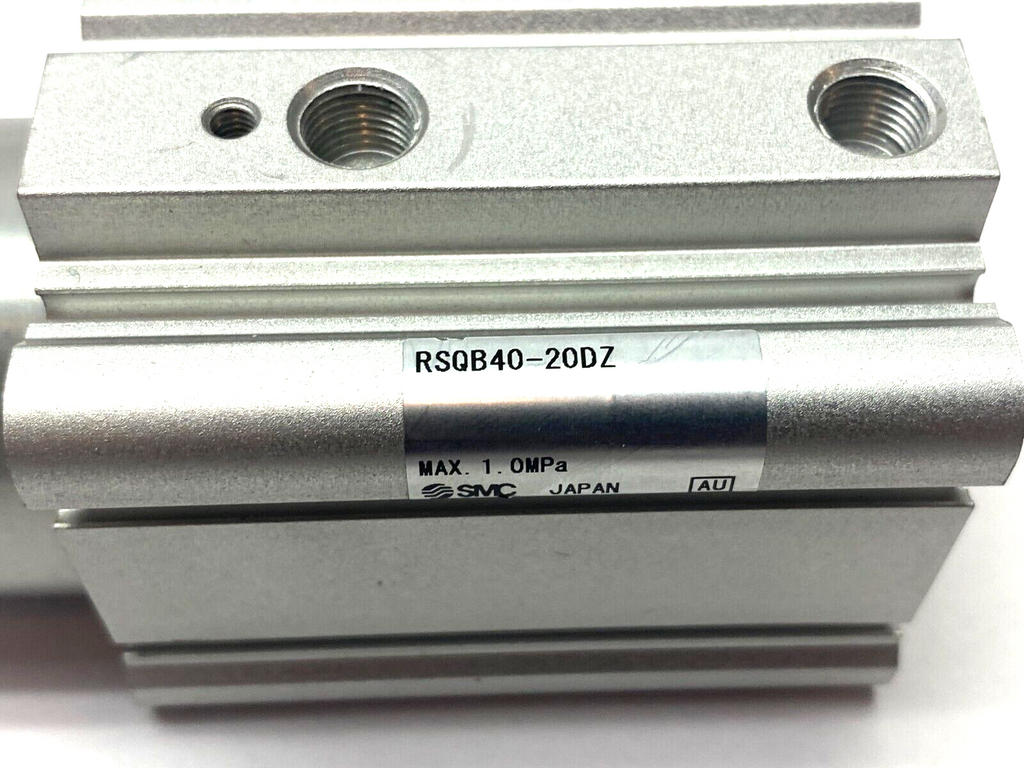 RSQB40-20DZ
MAX. 1.0MPa
SMC JAPAN AU